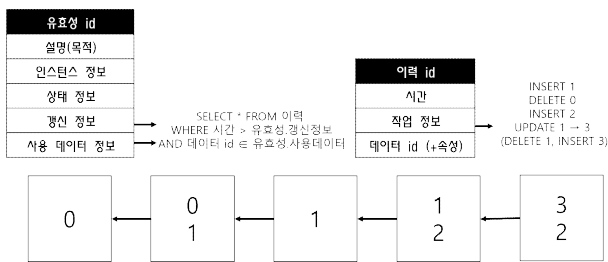 유효성 id
설명(목적)
인스턴스 정보
상태 정보
갱신 정보
사용 데이터 정보
SELECT * FROM 이력
WHERE 시간 > 유효성.갱신정보
AND 데이터 id ∈ 유효성.사용데이터
이력 id
시간
작업 정보
데이터 id (+속성)
INSERT 1
DELETE 0
INSERT 2
UPDATE 1 → 3
(DELETE 1, INSERT 3)
0
0
1
1
1
2
3
2